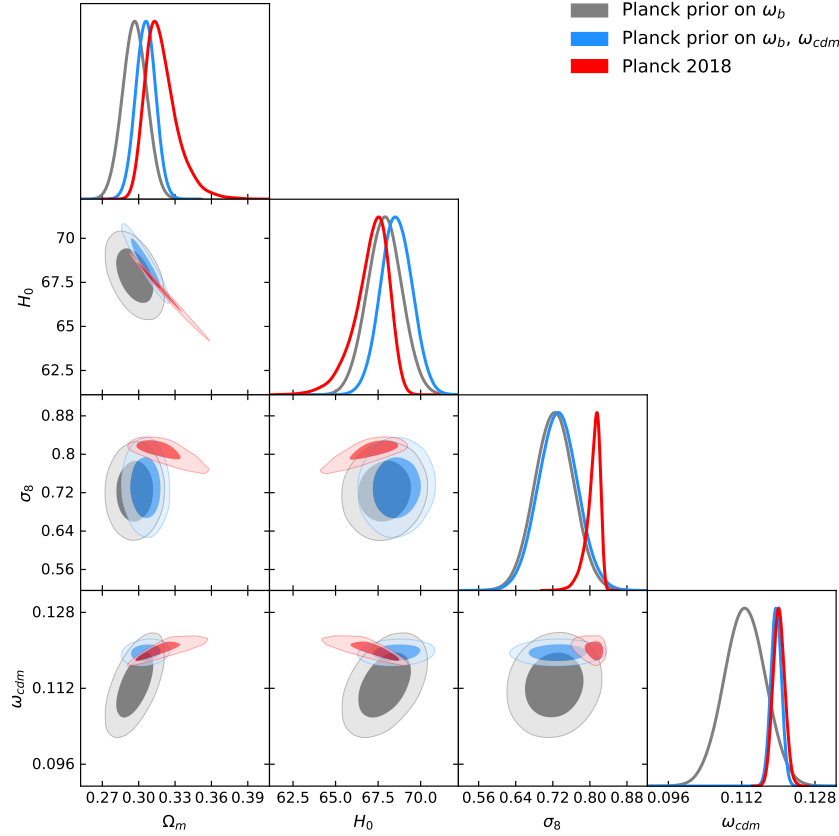 Planck prior on ω_b
Planck prior on ω_b, ω_cdm
Planck 2018
70
67.5
65
62.5
H_0
0.88
0.8
0.72
0.64
0.56
σ_8
0.128
0.112
0.096
ω_cdm
0.27 0.30 0.33 0.36 0.39
62.5 65.0 67.5 70.0
0.56 0.64 0.72 0.80 0.88
0.096 0.112 0.128
Ω_m
H_0
σ_8
ω_cdm